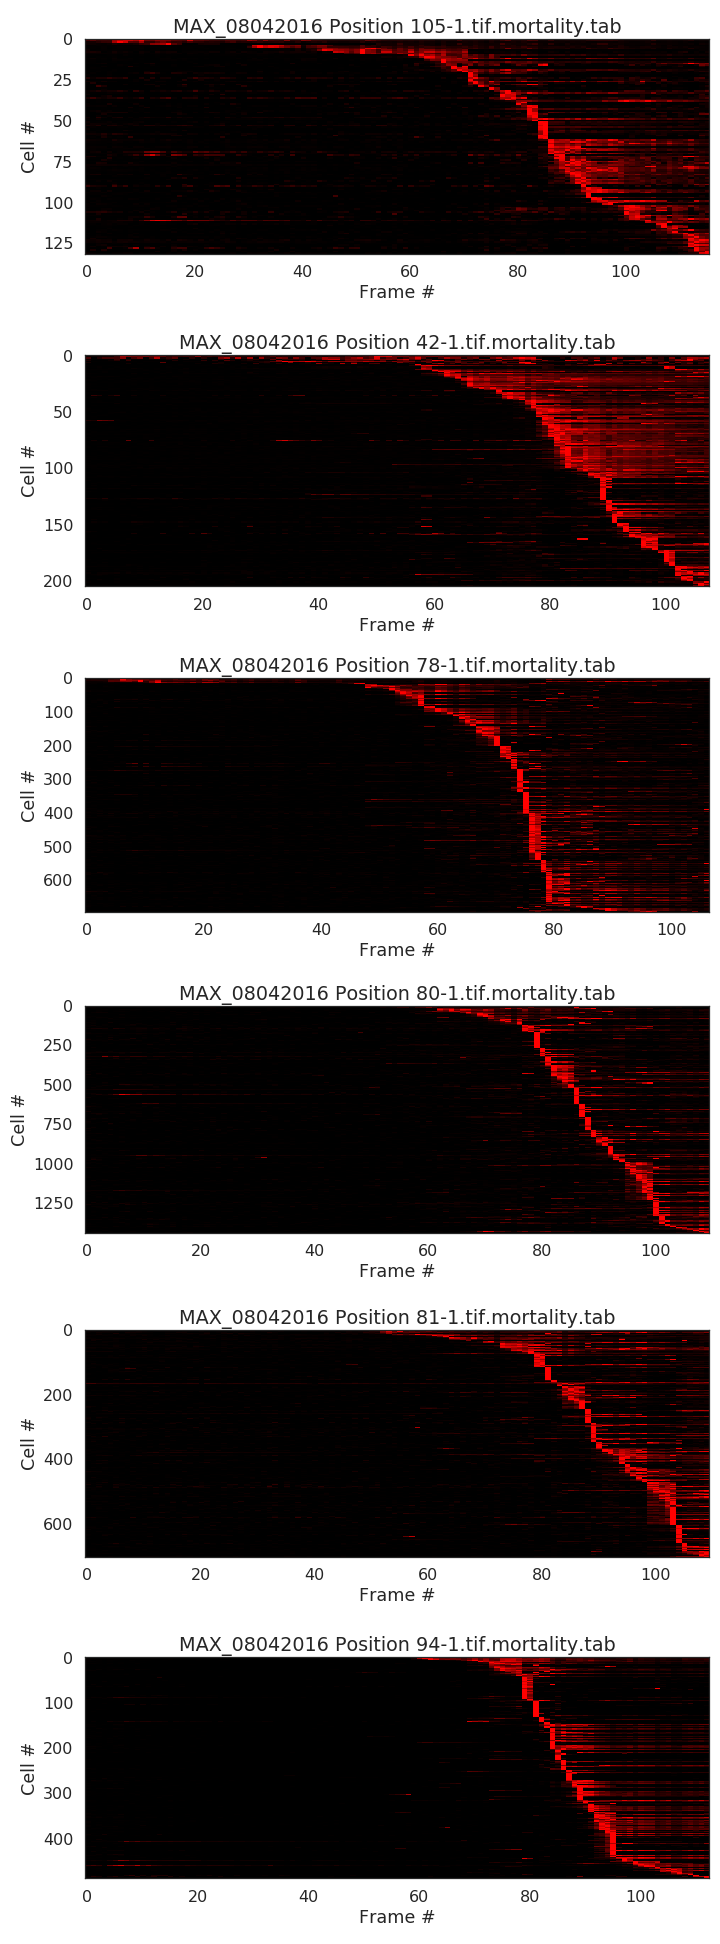 MAX_08042016 Position 105-1.tif.mortality.tab
0
25
50
75
100
125
Cell #
0 20 40 60 80 100
Frame #
MAX_08042016 Position 42-1.tif.mortality.tab
0
50
100
150
200
Cell #
0 20 40 60 80 100
Frame #
MAX_08042016 Position 78-1.tif.mortality.tab
0
100
200
300
400
500
600
Cell #
0 20 40 60 80 100
Frame #
MAX_08042016 Position 80-1.tif.mortality.tab
0
250
500
750
1000
1250
Cell #
0 20 40 60 80 100
Frame #
MAX_08042016 Position 81-1.tif.mortality.tab
0
200
400
600
Cell #
0 20 40 60 80 100
Frame #
MAX_08042016 Position 94-1.tif.mortality.tab
0
100
200
300
400
Cell #
0 20 40 60 80 100
Frame #